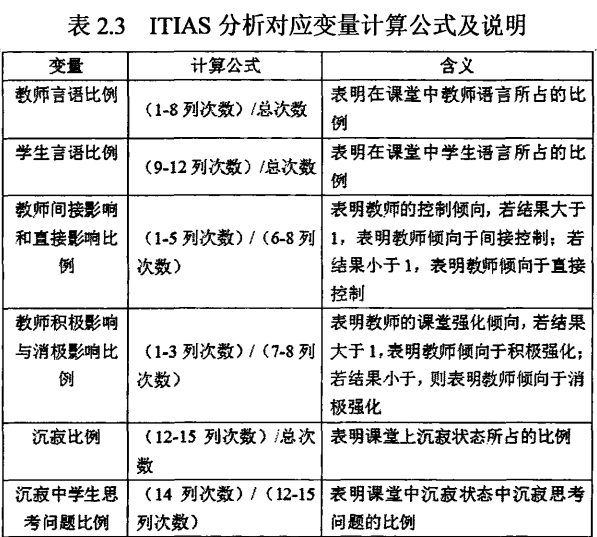 表 2.3 ITIAS 分析对应变量计算公式及说明
变量 计算公式 含义
教师言语比例
（1-8 列次数）/总次数
表明在课堂中教师语言所占的比
例
学生言语比例
（9-12 列次数）/总次数
表明在课堂中学生语言所占的比
例
教师间接影响
和直接影响比
例
（1-5 列次数）/（6-8 列
次数）
表明教师的控制倾向，若结果大于
1，表明教师倾向于间接控制；若
结果小于 1，表明教师倾向于直接
控制
教师积极影响
与消极影响比
例
（1-3 列次数）/（7-8 列
次数）
表明教师的课堂强化倾向，若结果
大于 1，表明教师倾向于积极强化；
若结果小于，则表明教师倾向于消
极强化
沉寂比例
（12-15 列次数）/总次
数
表明课堂上沉寂状态所占的比例
沉寂中学生思
考问题比例
（14 列次数）/（12-15
列次数）
表明课堂中沉寂状态中沉寂思考
问题的比例